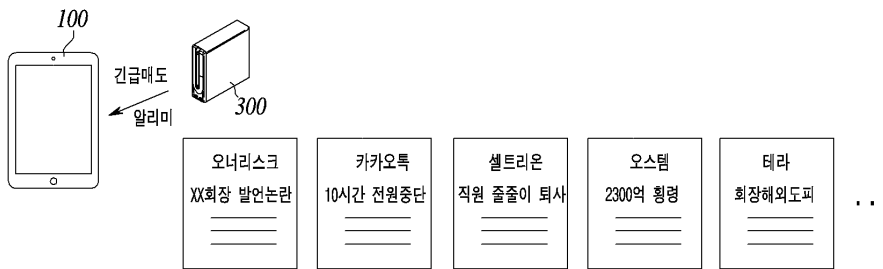 100
긴급매도
알리미
300
오너리스크
XX회장 발언논란
카카오톡
10시간 전원중단
셀트리온
직원 줄줄이 퇴사
오스템
2300억 횡령
테라
회장해외도피
..